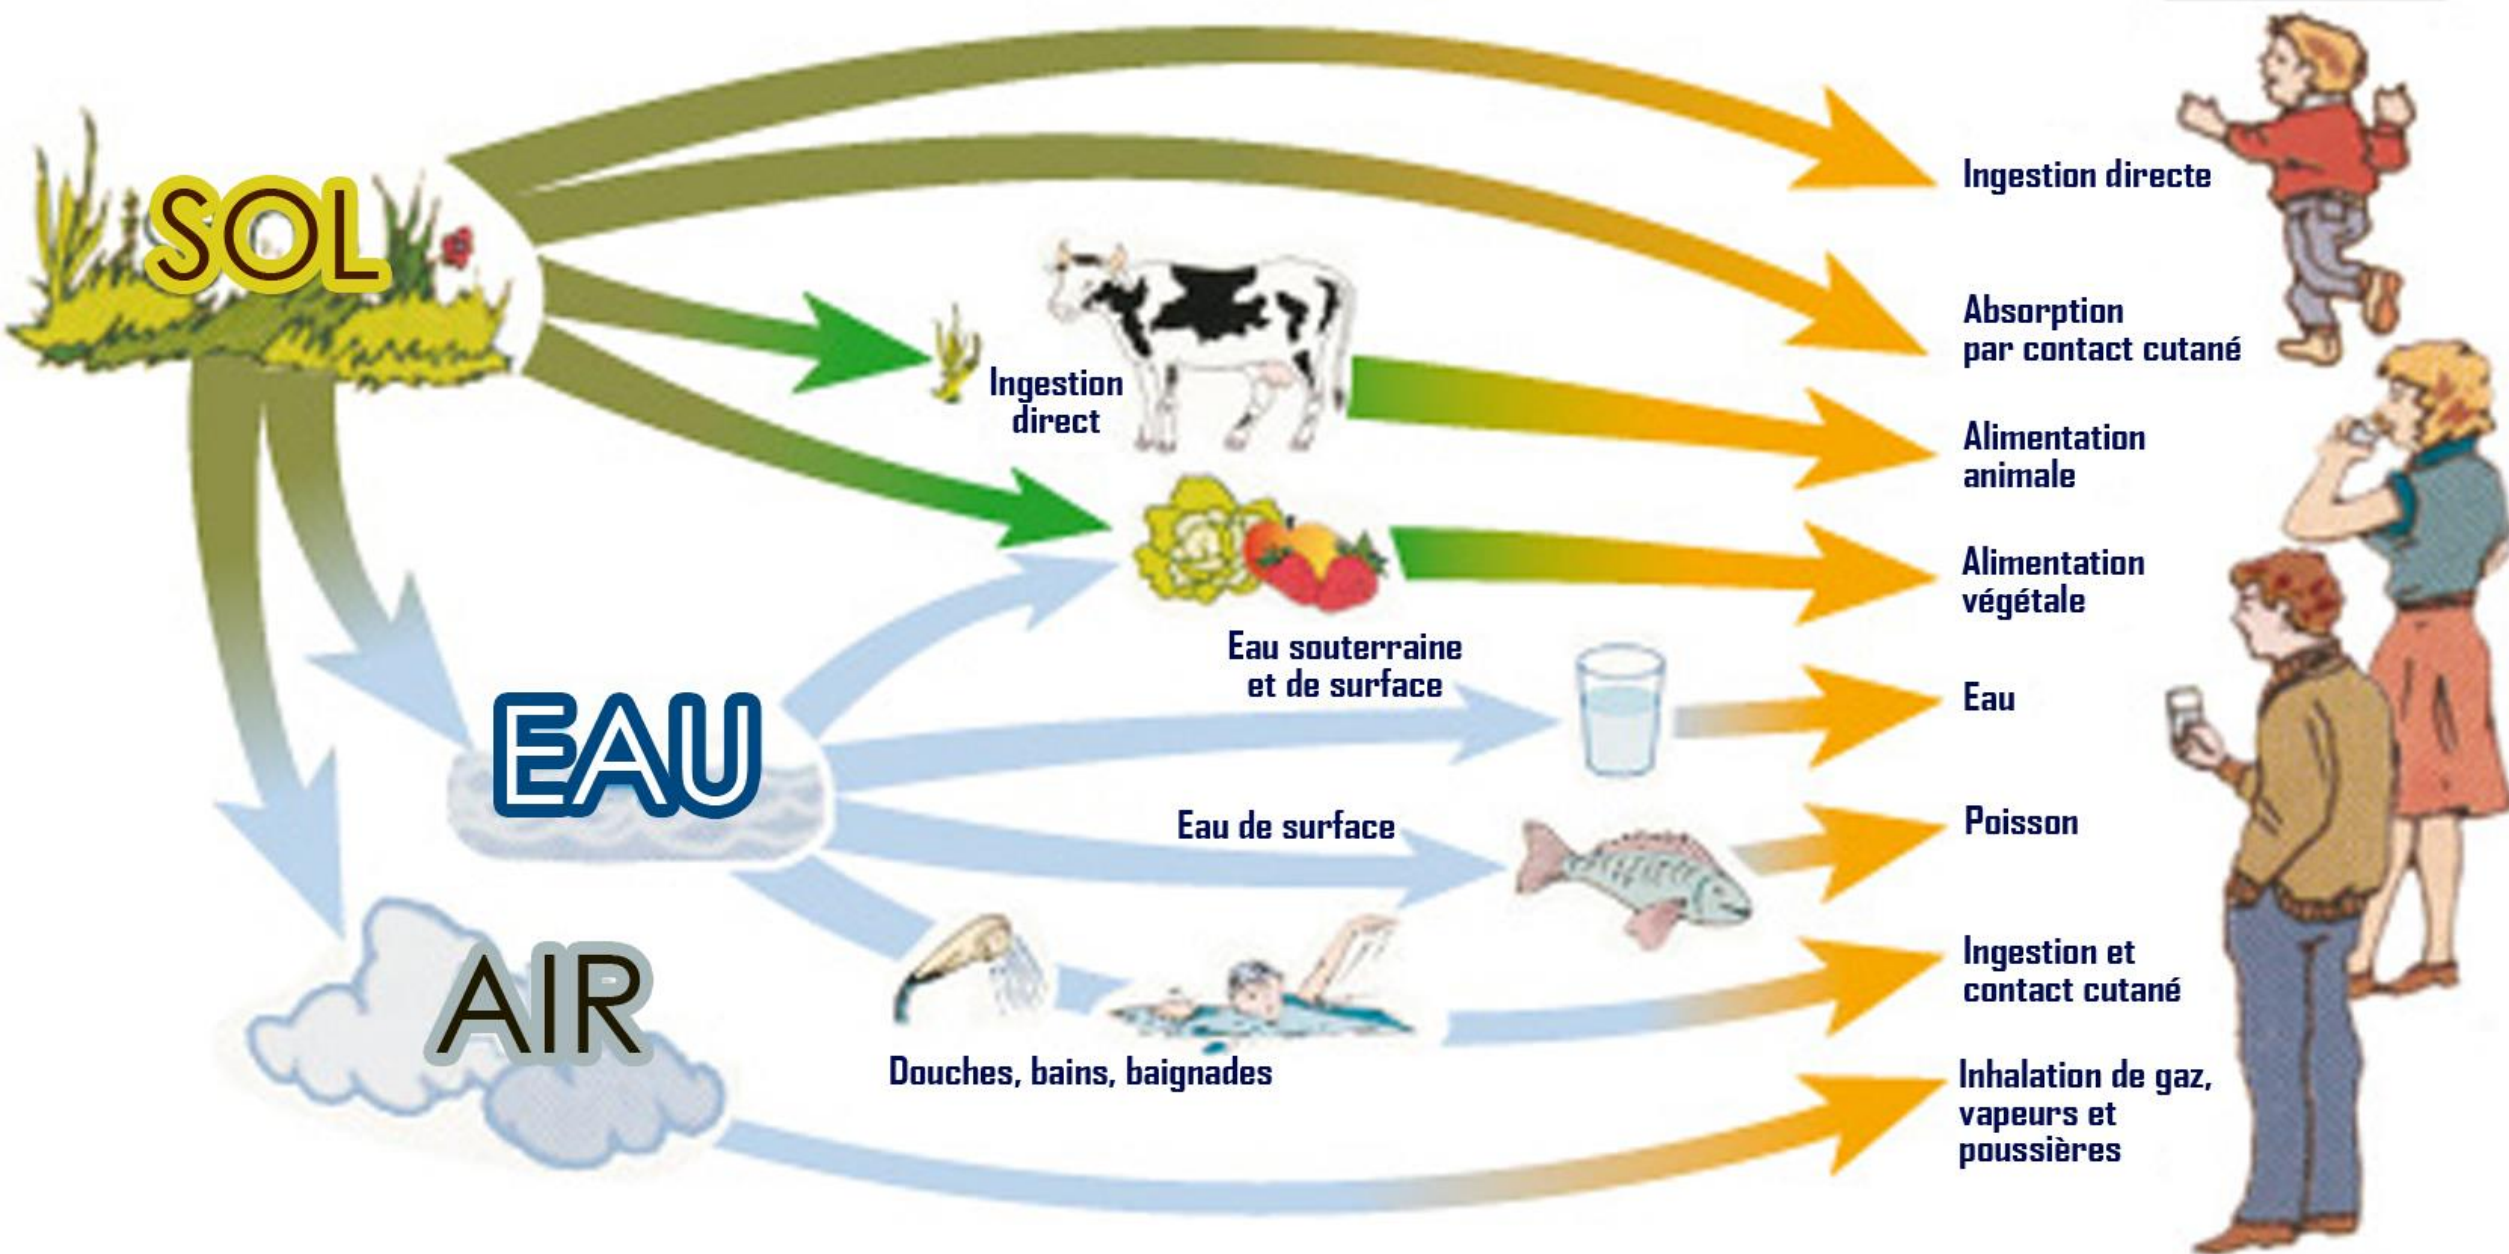 SOL
Ingestion directe
Absorption
par contact cutané
Ingestion
direct
Alimentation
animale
Alimentation
végétale
Eau souterraine
et de surface
Eau
EAU
Eau de surface
Poisson
AIR
Ingestion et
contact cutané
Douches, bains, baignades
Inhalation de gaz,
vapeurs et
poussières